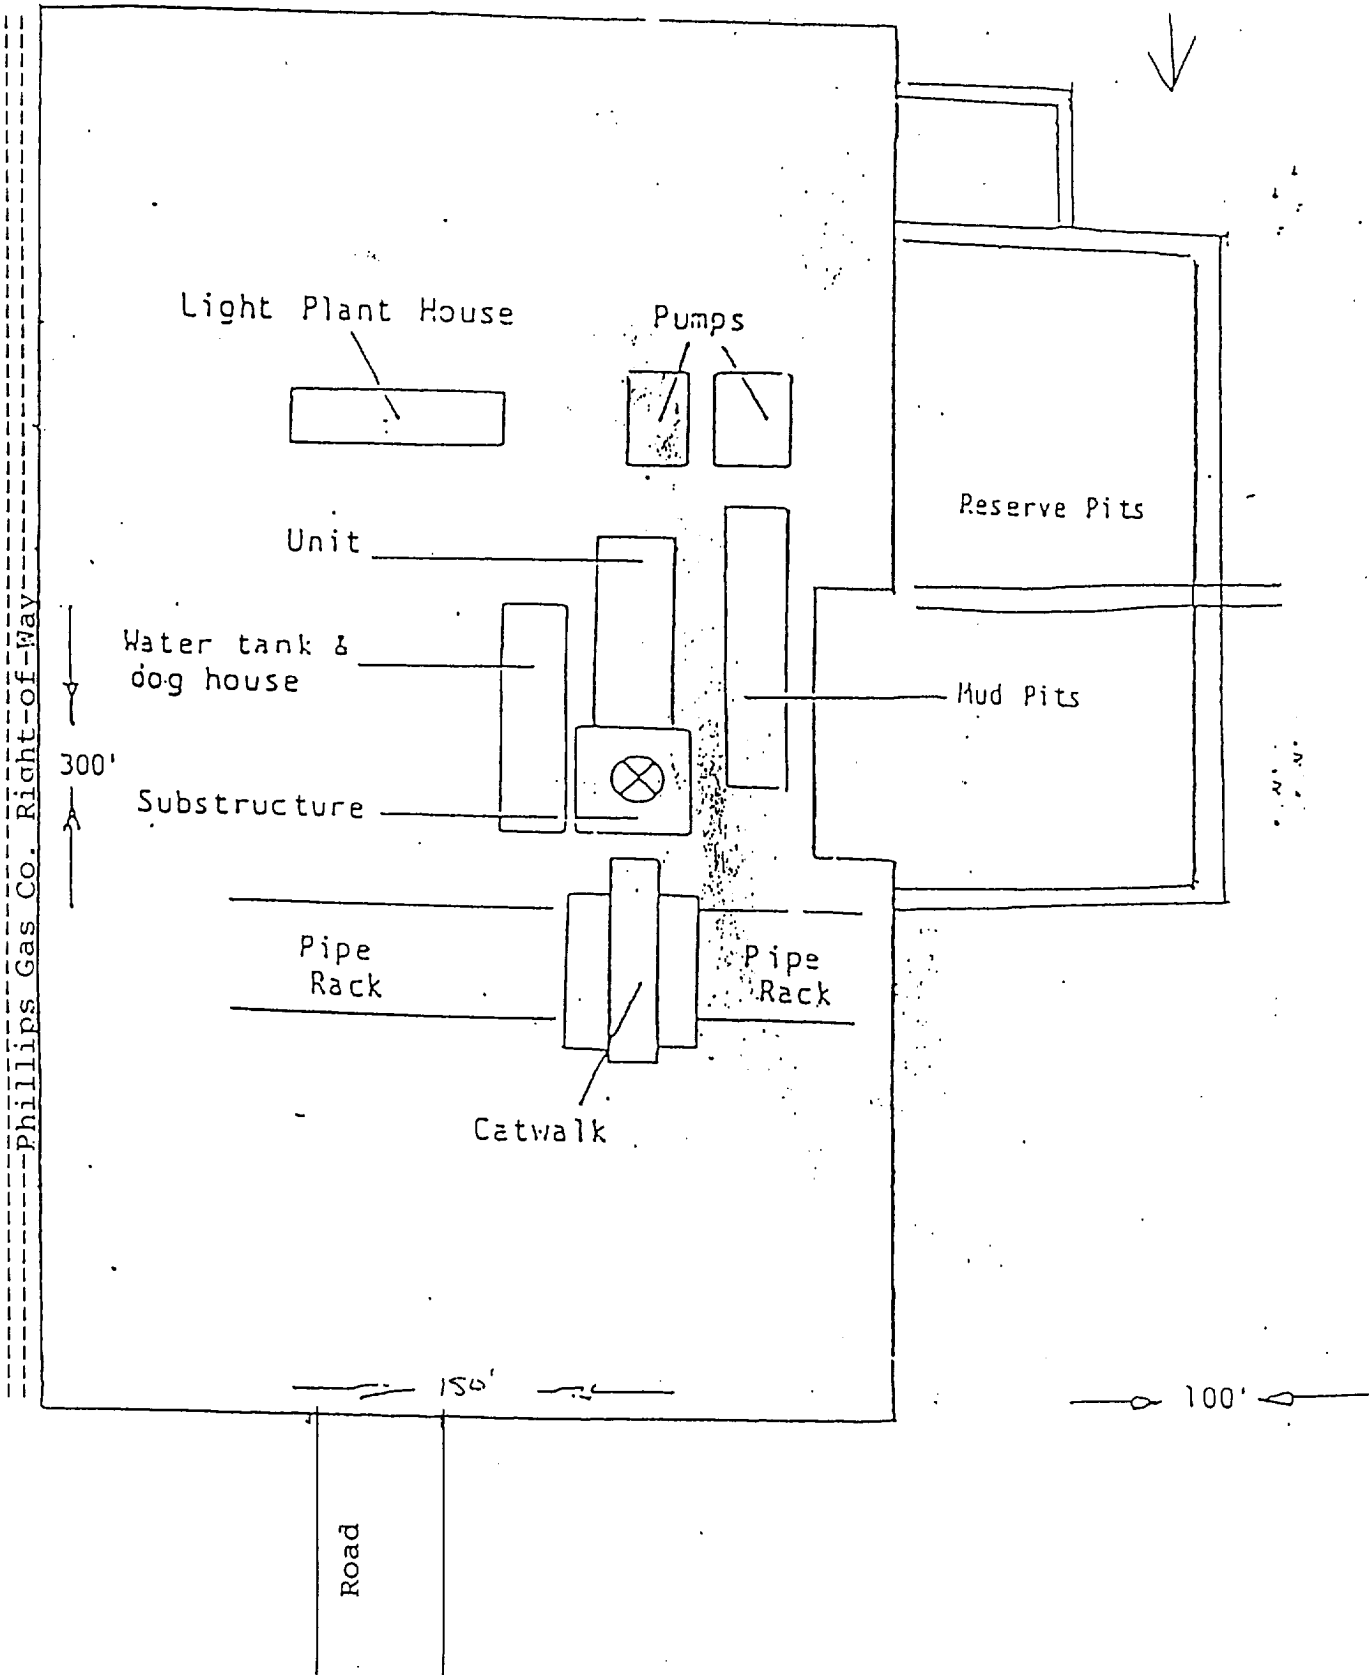 Light Plant House
Pumps
Reserve Pits
Unit
Water tank &
dog house
Mud Pits
300'
Substructure
Phillips Gas Co. Right-of-Way
Pipe
Rack
Pipe
Rack
Catwalk
150'
100'
Road